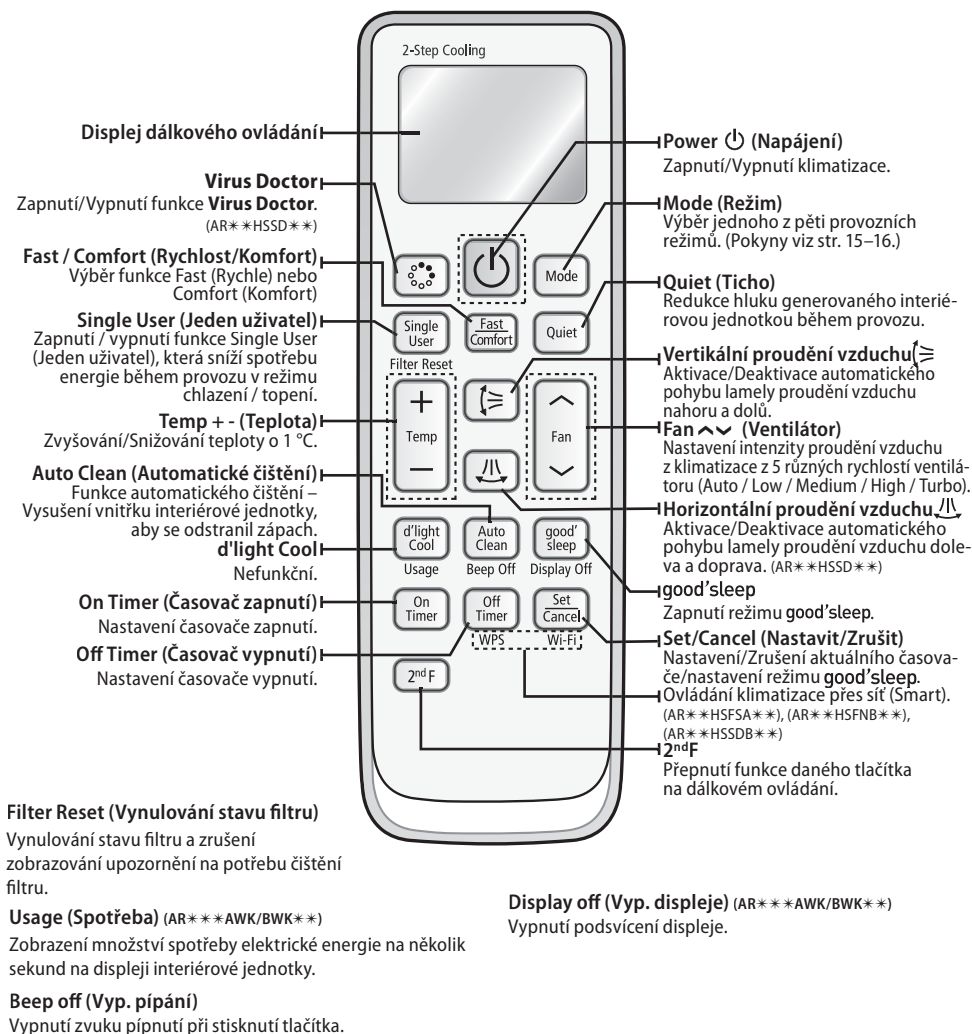 2-Step Cooling
Displej dálkového ovládání
Virus Doctor
Zapnutí/Vypnutí funkce Virus Doctor.
(AR✶✶HSSD✶✶)
Fast / Comfort (Rychlost/Komfort)
Výběr funkce Fast (Rychle) nebo
Comfort (Komfort)
Single User (Jeden uživatel)
Zapnutí / vypnutí funkce Single User
(Jeden uživatel), která sníží spotřebu
energie během provozu v režimu
chlazení / topení.
Temp + - (Teplota)
Zvyšování/Snižování teploty o 1 °C.
Auto Clean (Automatické čištění)
Funkce automatického čištění –
Vysušení vnitřku interiérové jednotky,
aby se odstranil zápach.
d'light Cool
Nefunkční.
On Timer (Časovač zapnutí)
Nastavení časovače zapnutí.
Off Timer (Časovač vypnutí)
Nastavení časovače vypnutí.
Mode
Single
User
Fast
Comfort
Quiet
Filter Reset
+
Temp
—
Fan
d'light
Cool
Auto
Clean
good'
sleep
Usage
Beep Off
Display Off
On
Timer
Off
Timer
Set
Cancel
WPS
Wi-Fi
2nd F
Power (Napájení)
Zapnutí/Vypnutí klimatizace.
Mode (Režim)
Výběr jednoho z pěti provozních
režimů. (Pokyny viz str. 15–16.)
Quiet (Ticho)
Redukce hluku generovaného interié-
rovou jednotkou během provozu.
Vertikální proudění vzduchu
Aktivace/Deaktivace automatického
pohybu lamely proudění vzduchu
nahoru a dolů.
Fan (Ventilátor)
Nastavení intenzity proudění vzduchu
z klimatizace z 5 různých rychlostí ventilá-
toru (Auto / Low / Medium / High / Turbo).
Horizontální proudění vzduchu
Aktivace/Deaktivace automatického
pohybu lamely proudění vzduchu dole-
va a doprava. (AR✶✶HSSD✶✶)
good'sleep
Zapnutí režimu good'sleep.
Set/Cancel (Nastavit/Zrušit)
Nastavení/Zrušení aktuálního časova-
če/nastavení režimu good'sleep.
Ovládání klimatizace přes síť (Smart).
(AR✶✶HSFSA✶✶), (AR✶✶HSFNB✶✶),
(AR✶✶HSSDB✶✶)
2ndF
Přepnutí funkce daného tlačítka
na dálkovém ovládání.
Filter Reset (Vynulování stavu filtru)
Vynulování stavu filtru a zrušení
zobrazování upozornění na potřebu čištění
filtru.
Usage (Spotřeba) (AR✶✶✶AWK/BWK✶✶)
Zobrazení množství spotřeby elektrické energie na několik
sekund na displeji interiérové jednotky.
Beep off (Vyp. pípání)
Vypnutí zvuku pípnutí při stisknutí tlačítka.
Display off (Vyp. displeje) (AR✶✶✶AWK/BWK✶✶)
Vypnutí podsvícení displeje.